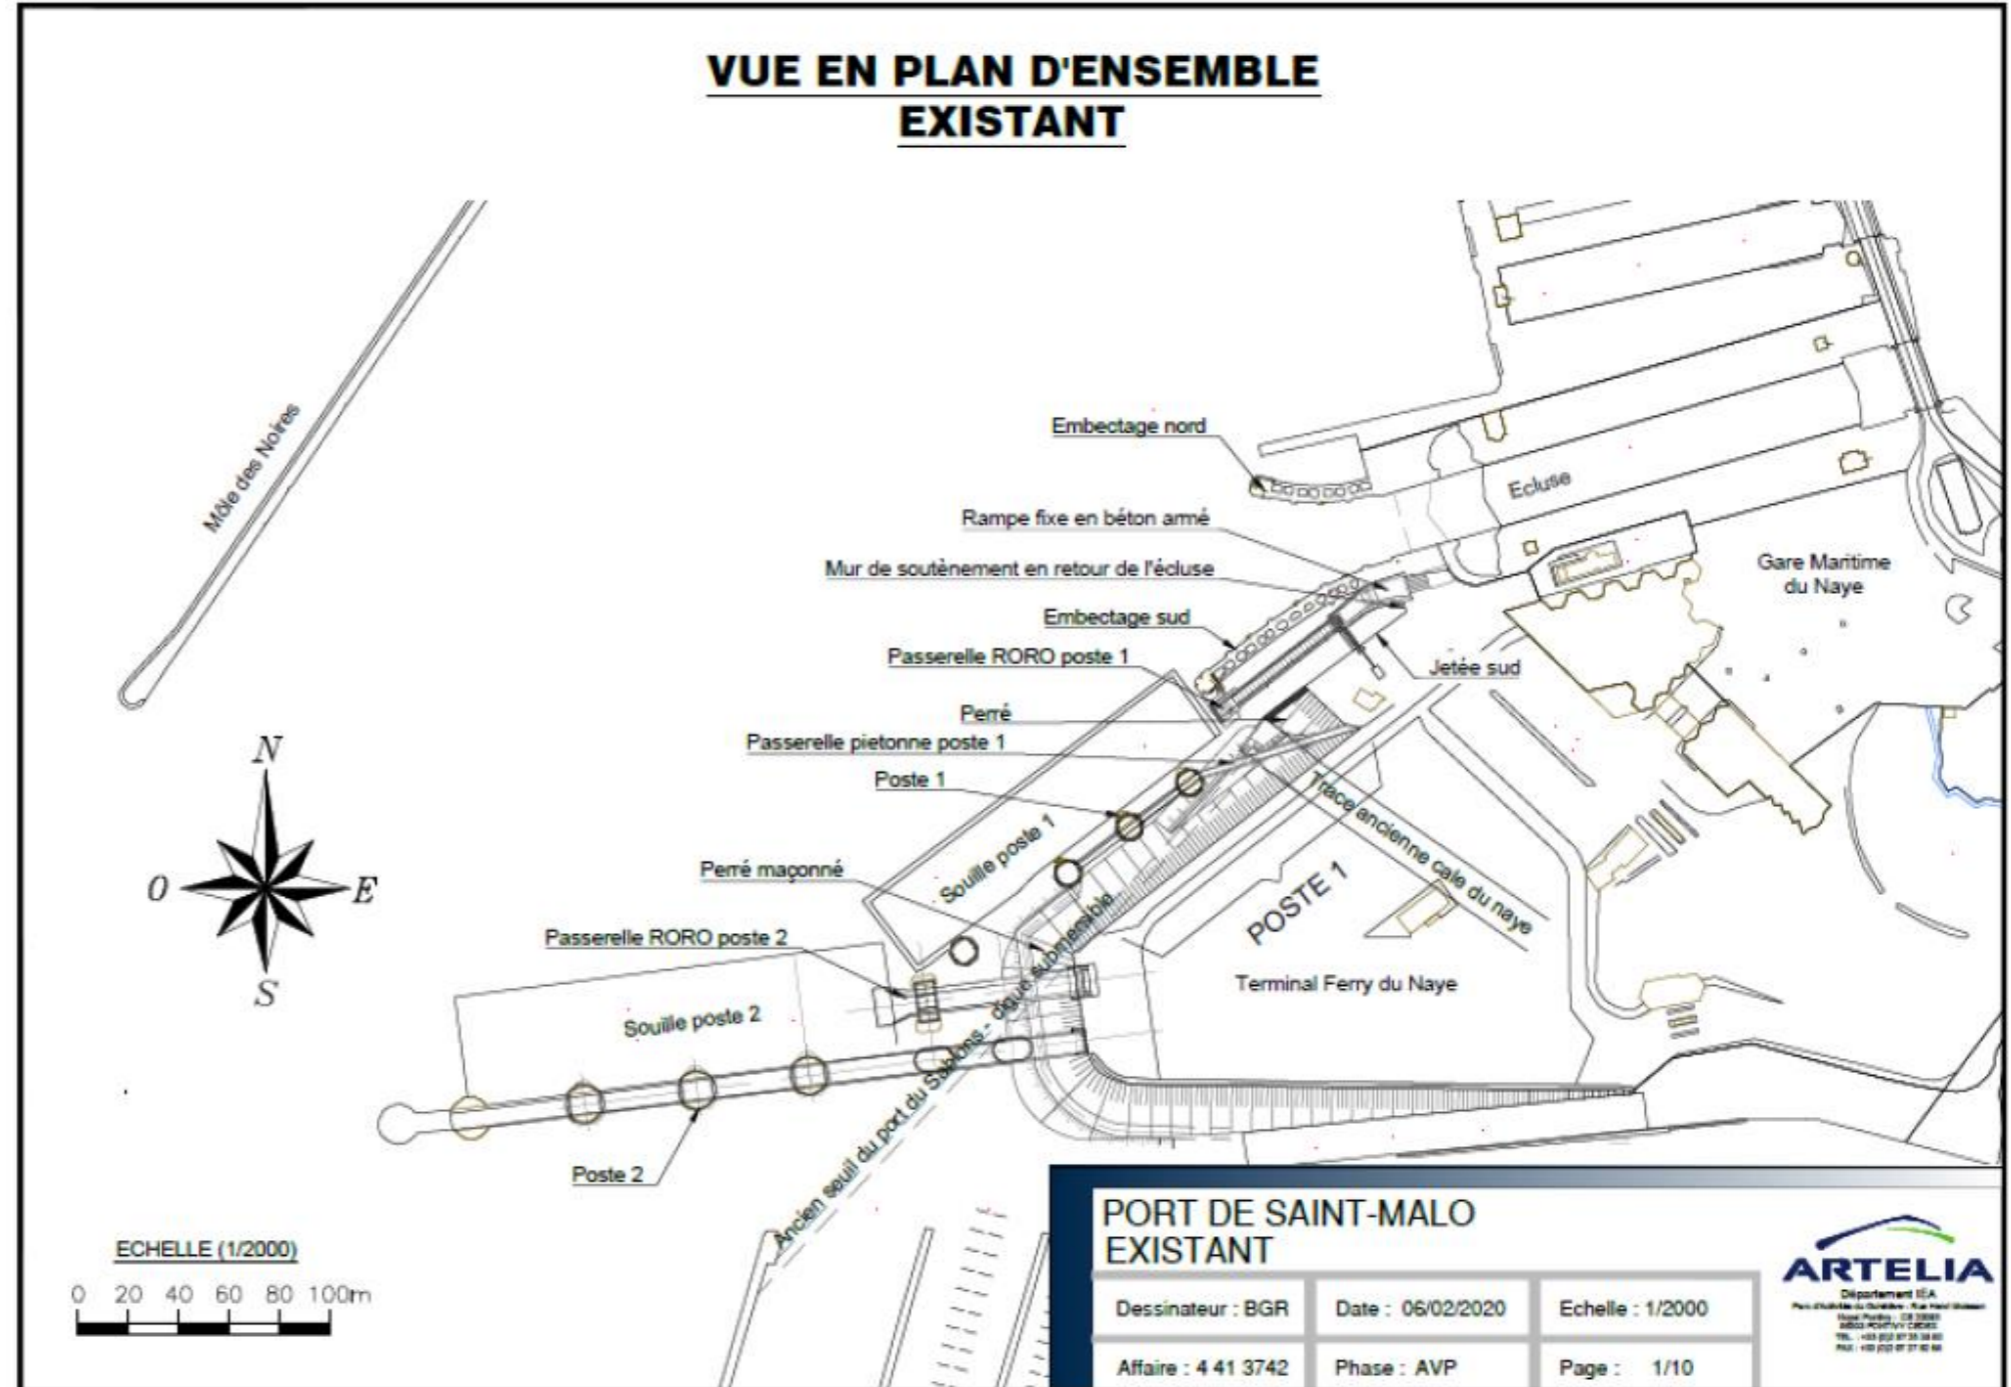 VUE EN PLAN D'ENSEMBLE
EXISTANT
Môle des Noires
Embectage nord
Ecluse
Rampe fixe en béton armé
Gare Maritime
du Naye
Mur de soutènement en retour de l'écluse
Embectage sud
Passerelle RORO poste 1
Jetée sud
Perré
Passerelle pietonne poste 1
Poste 1
Trace ancienne cale du naye
Souille poste 1
Perré maçonné
POSTE 1
N
O
E
S
Passerelle RORO poste 2
Terminal Ferry du Naye
Souille poste 2
Ancien seuil du port du Sablons - digue submersible
Poste 2
ECHELLE (1/2000)
0 20 40 60 80 100m
PORT DE SAINT-MALO
EXISTANT
Dessinateur : BGR
Date : 06/02/2020
Echelle : 1/2000
Affaire : 4 41 3742
Phase : AVP
Page : 1/10
ARTELIA